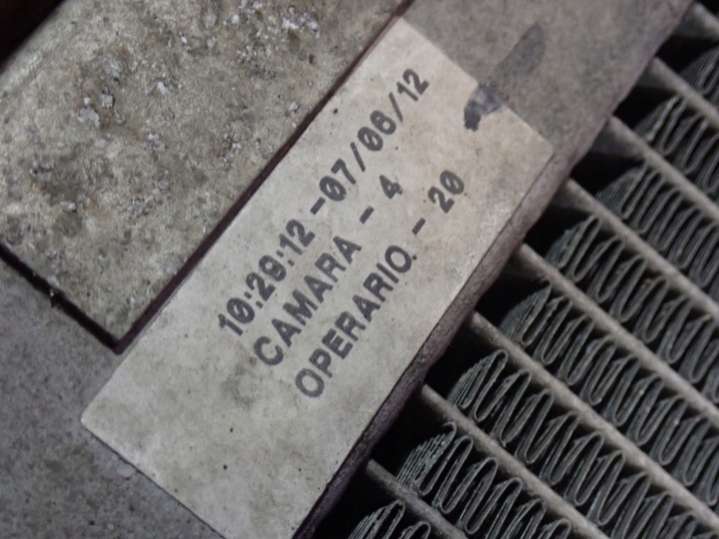 10:29:12 - 07/06/12
CAMARA - 4
OPERARIO. - 20